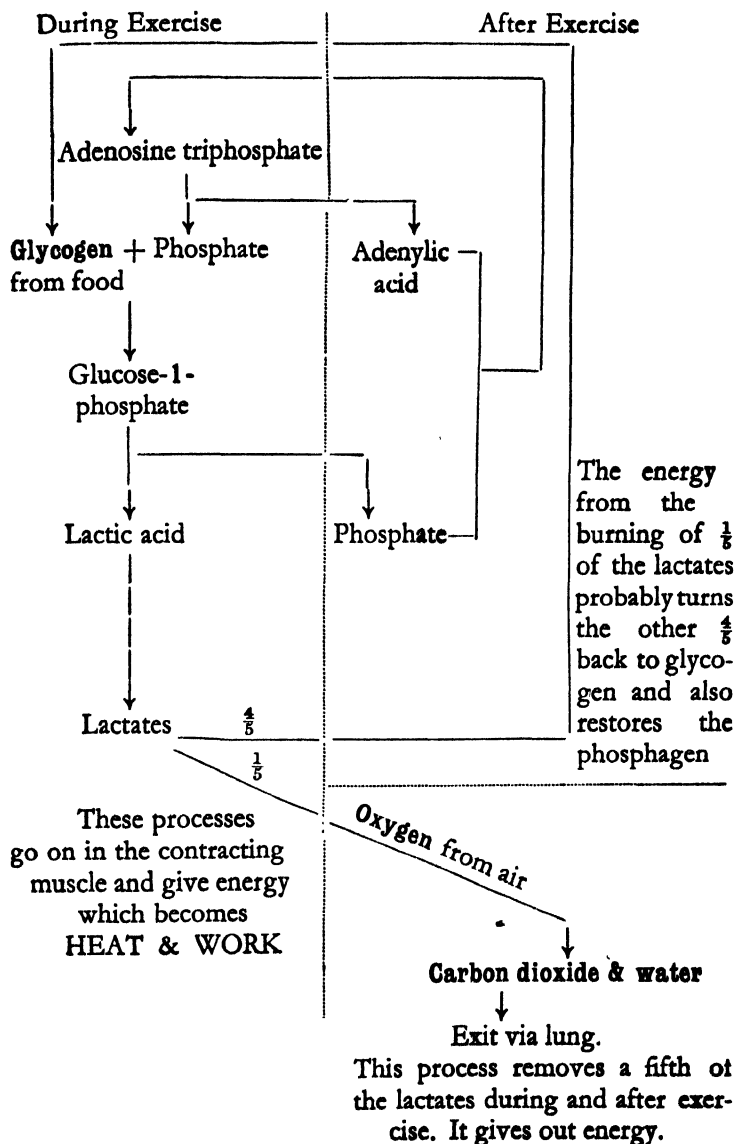 During Exercise
After Exercise
Adenosine triphosphate
Glycogen + Phosphate
from food
Adenylic
acid
Glucose-1-
phosphate
Lactic acid
Phosphate
The energy
from the
burning of ⅕
of the lactates
probably turns
the other ⅘
back to glyco-
gen and also
restores the
phosphagen
Lactates
⅘
⅕
These processes
go on in the contracting
muscle and give energy
which becomes
HEAT & WORK
Oxygen from air
Carbon dioxide & water
Exit via lung.
This process removes a fifth of
the lactates during and after exer-
cise. It gives out energy.